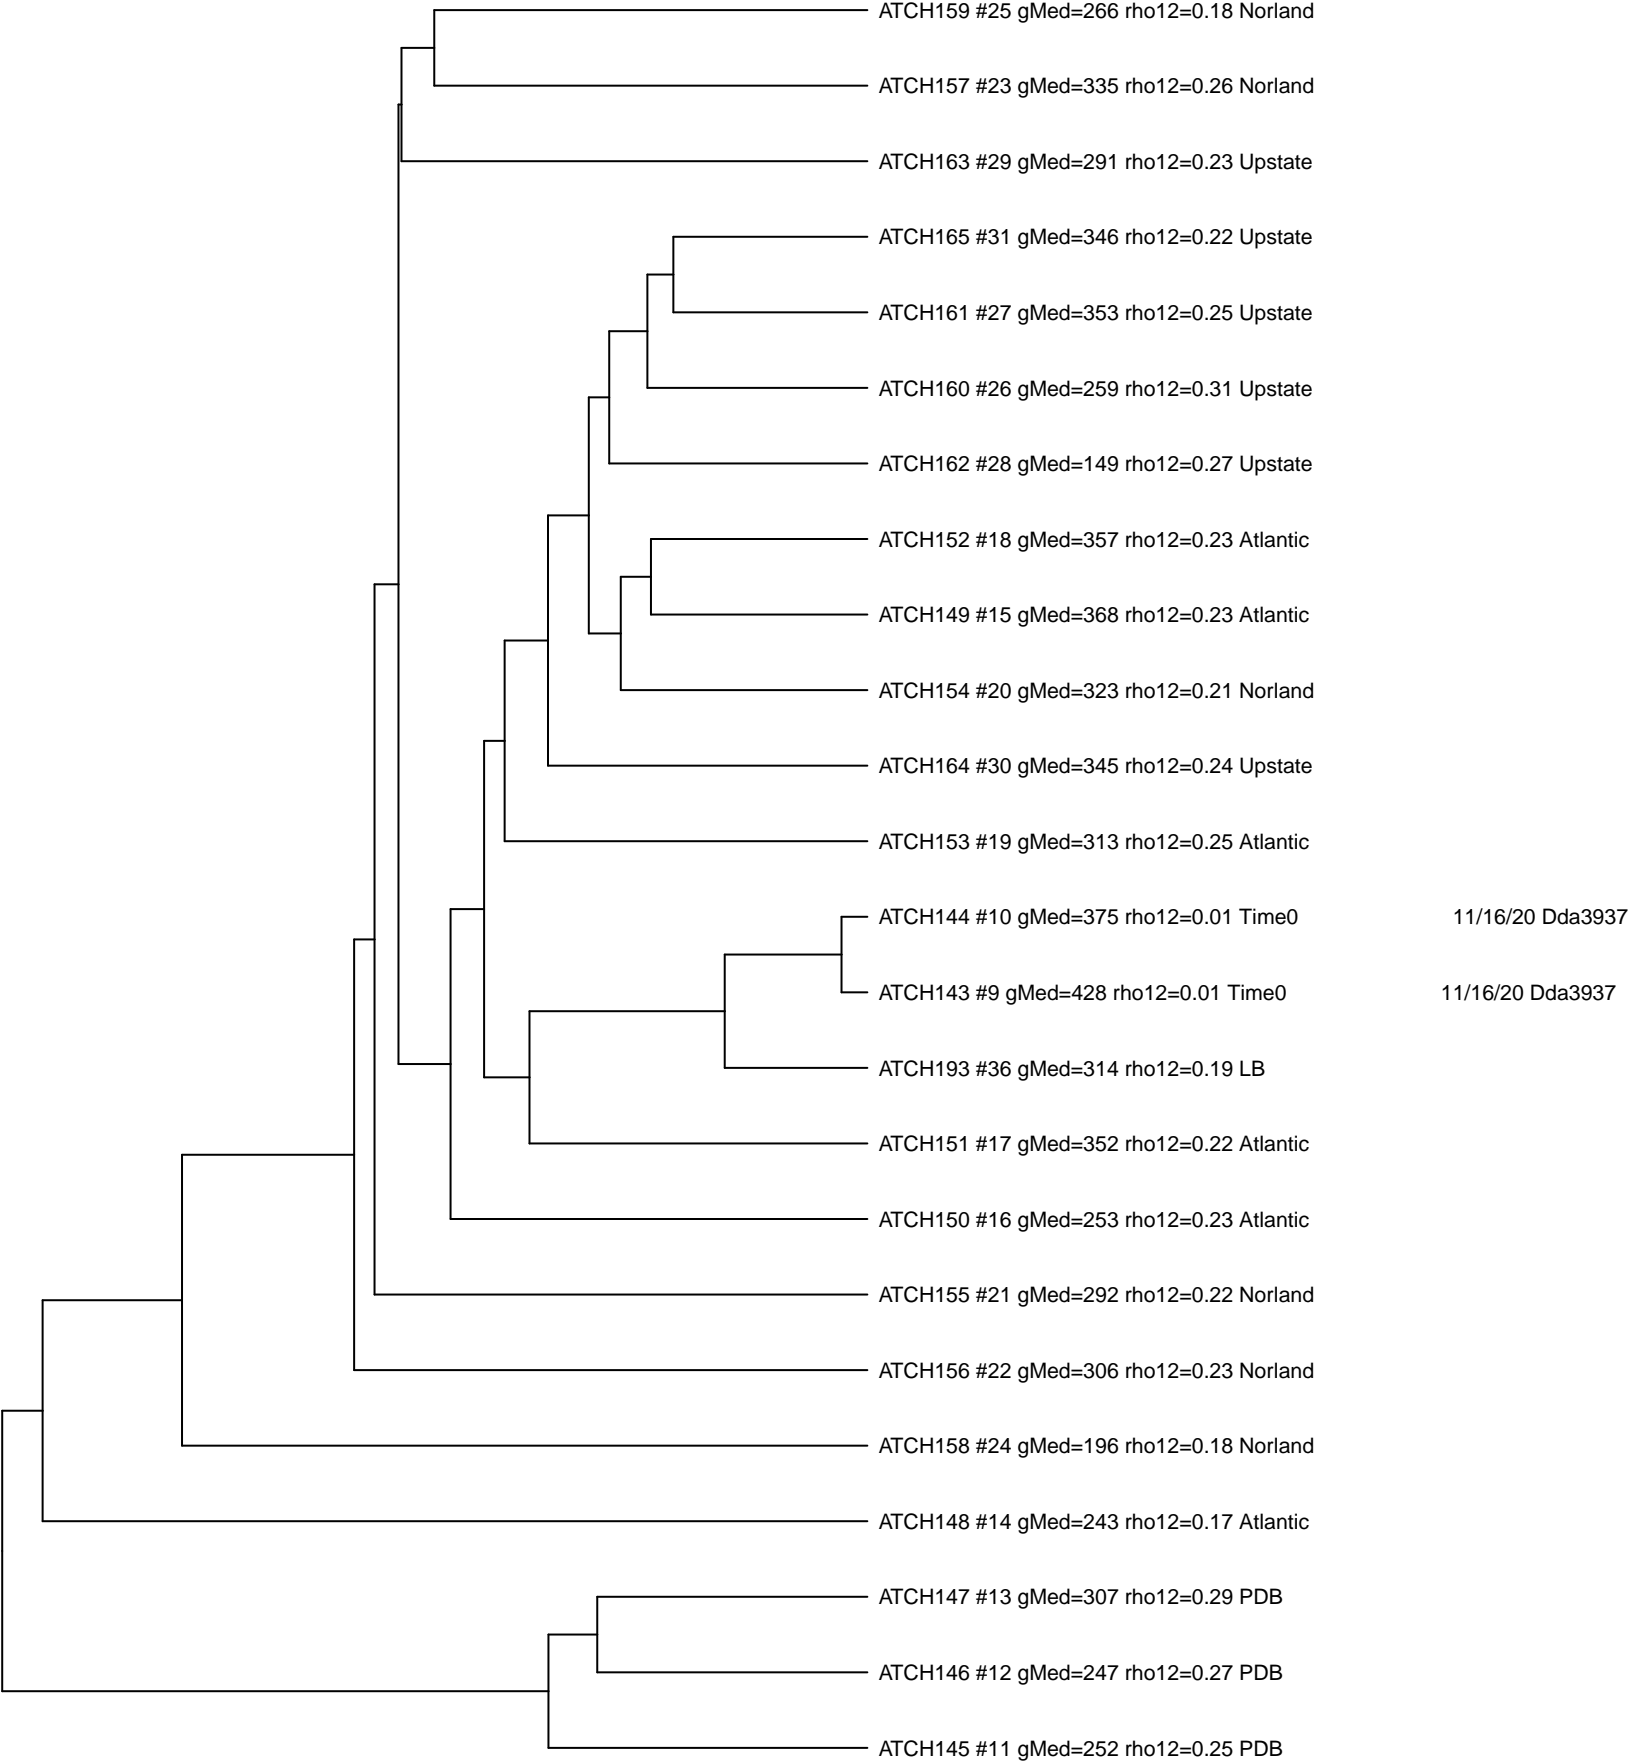 ATCH159 #25 gMed=266 rho12=0.18 Norland
ATCH157 #23 gMed=335 rho12=0.26 Norland
ATCH163 #29 gMed=291 rho12=0.23 Upstate
ATCH165 #31 gMed=346 rho12=0.22 Upstate
ATCH161 #27 gMed=353 rho12=0.25 Upstate
ATCH160 #26 gMed=259 rho12=0.31 Upstate
ATCH162 #28 gMed=149 rho12=0.27 Upstate
ATCH152 #18 gMed=357 rho12=0.23 Atlantic
ATCH149 #15 gMed=368 rho12=0.23 Atlantic
ATCH154 #20 gMed=323 rho12=0.21 Norland
ATCH164 #30 gMed=345 rho12=0.24 Upstate
ATCH153 #19 gMed=313 rho12=0.25 Atlantic
ATCH144 #10 gMed=375 rho12=0.01 Time0 11/16/20 Dda3937
ATCH143 #9 gMed=428 rho12=0.01 Time0 11/16/20 Dda3937
ATCH193 #36 gMed=314 rho12=0.19 LB
ATCH151 #17 gMed=352 rho12=0.22 Atlantic
ATCH150 #16 gMed=253 rho12=0.23 Atlantic
ATCH155 #21 gMed=292 rho12=0.22 Norland
ATCH156 #22 gMed=306 rho12=0.23 Norland
ATCH158 #24 gMed=196 rho12=0.18 Norland
ATCH148 #14 gMed=243 rho12=0.17 Atlantic
ATCH147 #13 gMed=307 rho12=0.29 PDB
ATCH146 #12 gMed=247 rho12=0.27 PDB
ATCH145 #11 gMed=252 rho12=0.25 PDB